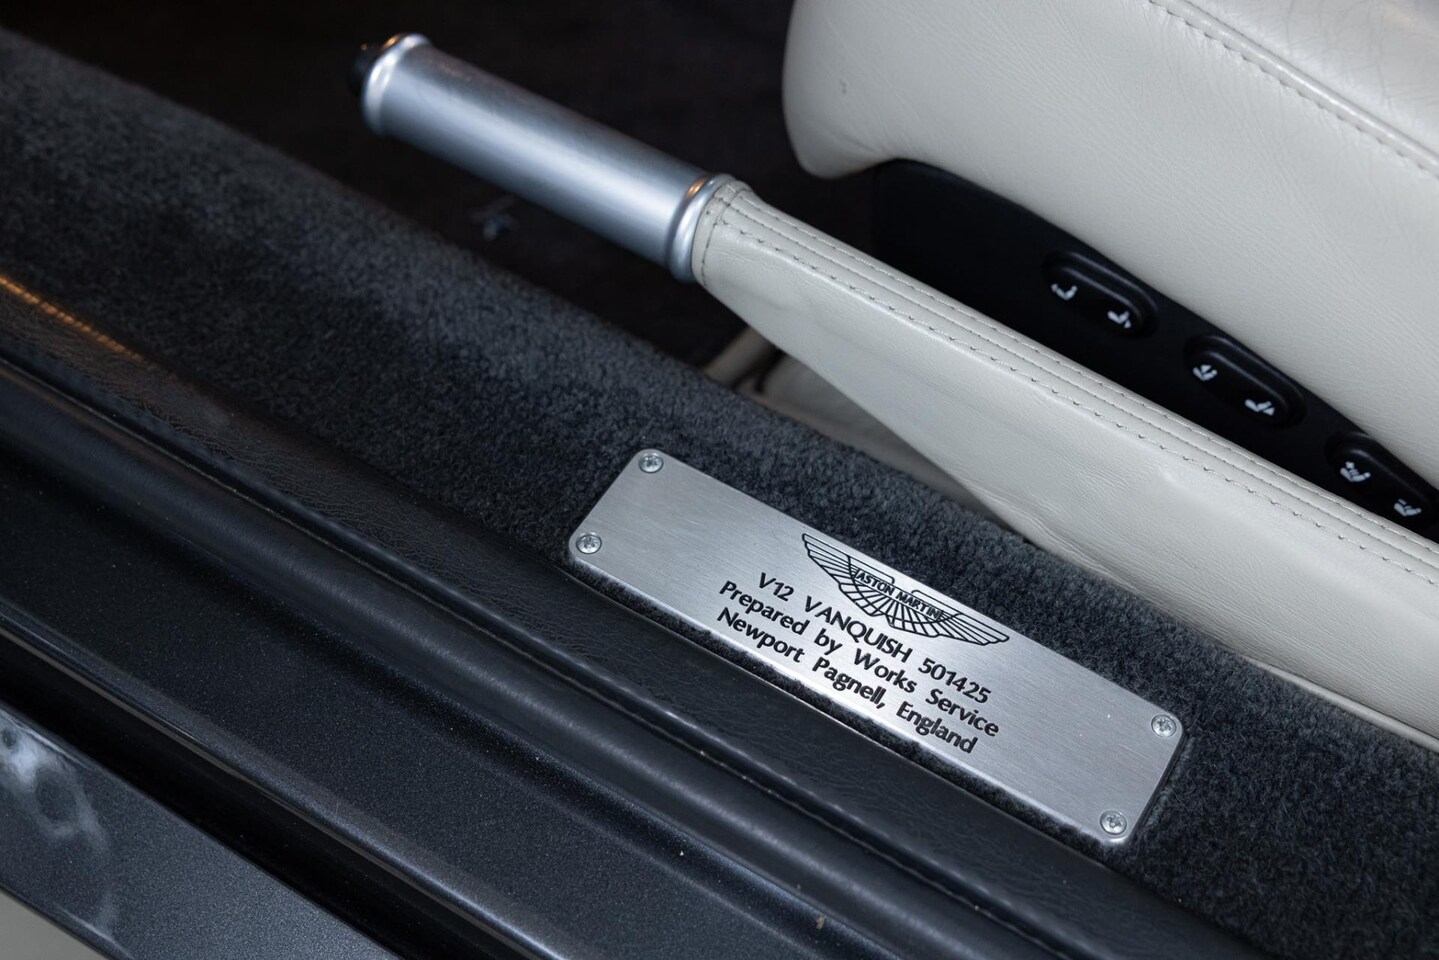 ASTON MARTIN
V12 VANQUISH 501425
Prepared by Works Service
Newport Pagnell, England